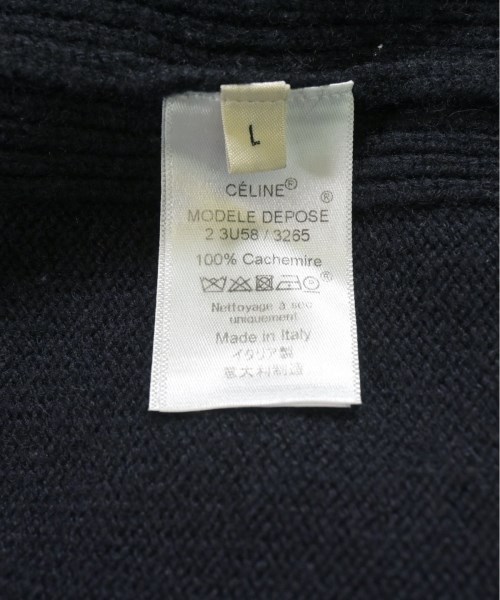 L
CÉLINE®
MODELE DEPOSE ®
2 3U58 / 3265
100% Cachemire
Nettoyage à sec
uniquement
Made in Italy
イタリア製
意大利制造